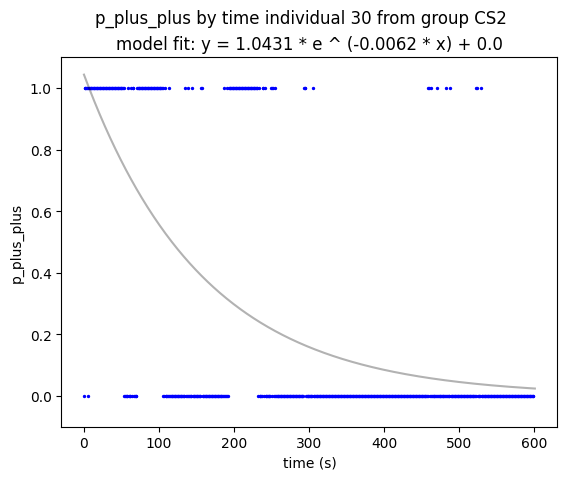 p_plus_plus by time individual 30 from group CS2
model fit: y = 1.0431 * e ^ (-0.0062 * x) + 0.0
1.0
0.8
0.6
0.4
0.2
0.0
p_plus_plus
0 100 200 300 400 500 600
time (s)